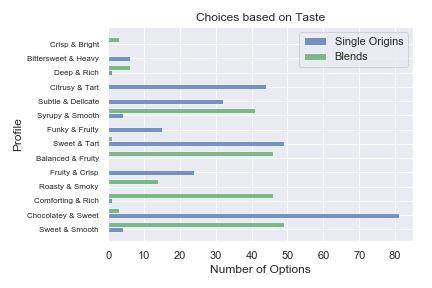 Choices based on Taste
Single Origins
Blends
Profile
Crisp & Bright
Bittersweet & Heavy
Deep & Rich
Citrusy & Tart
Subtle & Delicate
Syrupy & Smooth
Funky & Fruity
Sweet & Tart
Balanced & Fruity
Fruity & Crisp
Roasty & Smoky
Comforting & Rich
Chocolatey & Sweet
Sweet & Smooth
0 10 20 30 40 50 60 70 80
Number of Options